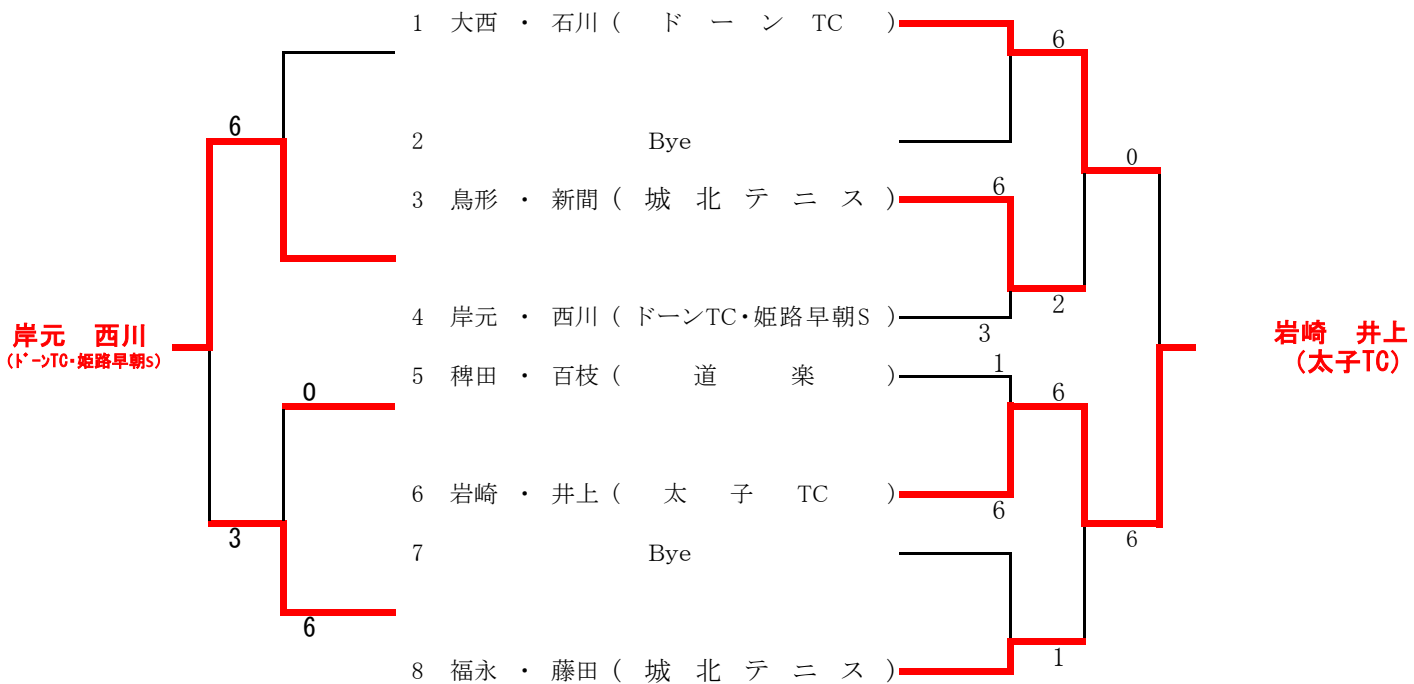 1 大西 ・ 石川 ( ドーン TC )
6
6
2 Bye
0
3 鳥形 ・ 新間 ( 城北テニス )
6
2
4 岸元 ・ 西川 ( ドーンTC・姫路早朝S )
3
岸元 西川
(ドーンTC・姫路早朝S)
岩崎 井上
(太子TC)
5 稗田 ・ 百枝 ( 道楽 )
1
0
6
6 岩崎 ・ 井上 ( 太子 TC )
6
3
6
7 Bye
6
1
8 福永 ・ 藤田 ( 城北テニス )